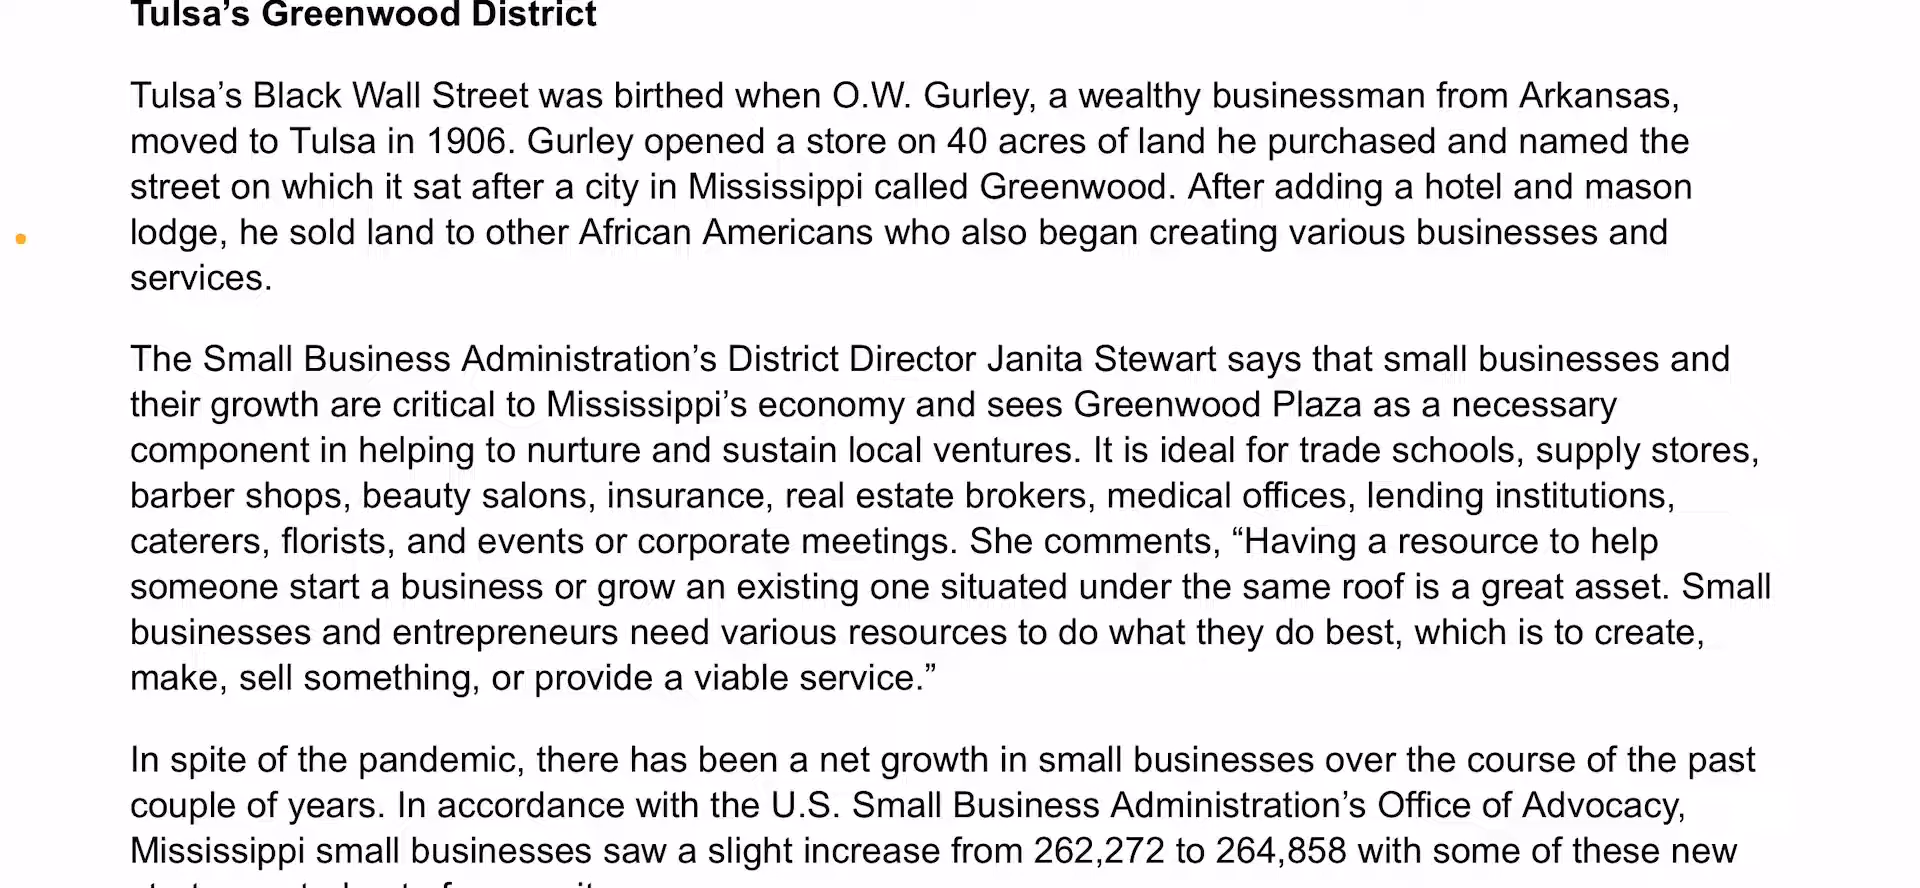 Tulsa’s Greenwood District
Tulsa’s Black Wall Street was birthed when O.W. Gurley, a wealthy businessman from Arkansas,
moved to Tulsa in 1906. Gurley opened a store on 40 acres of land he purchased and named the
street on which it sat after a city in Mississippi called Greenwood. After adding a hotel and mason
lodge, he sold land to other African Americans who also began creating various businesses and
services.
The Small Business Administration’s District Director Janita Stewart says that small businesses and
their growth are critical to Mississippi’s economy and sees Greenwood Plaza as a necessary
component in helping to nurture and sustain local ventures. It is ideal for trade schools, supply stores,
barber shops, beauty salons, insurance, real estate brokers, medical offices, lending institutions,
caterers, florists, and events or corporate meetings. She comments, “Having a resource to help
someone start a business or grow an existing one situated under the same roof is a great asset. Small
businesses and entrepreneurs need various resources to do what they do best, which is to create,
make, sell something, or provide a viable service.”
In spite of the pandemic, there has been a net growth in small businesses over the course of the past
couple of years. In accordance with the U.S. Small Business Administration’s Office of Advocacy,
Mississippi small businesses saw a slight increase from 262,272 to 264,858 with some of these new